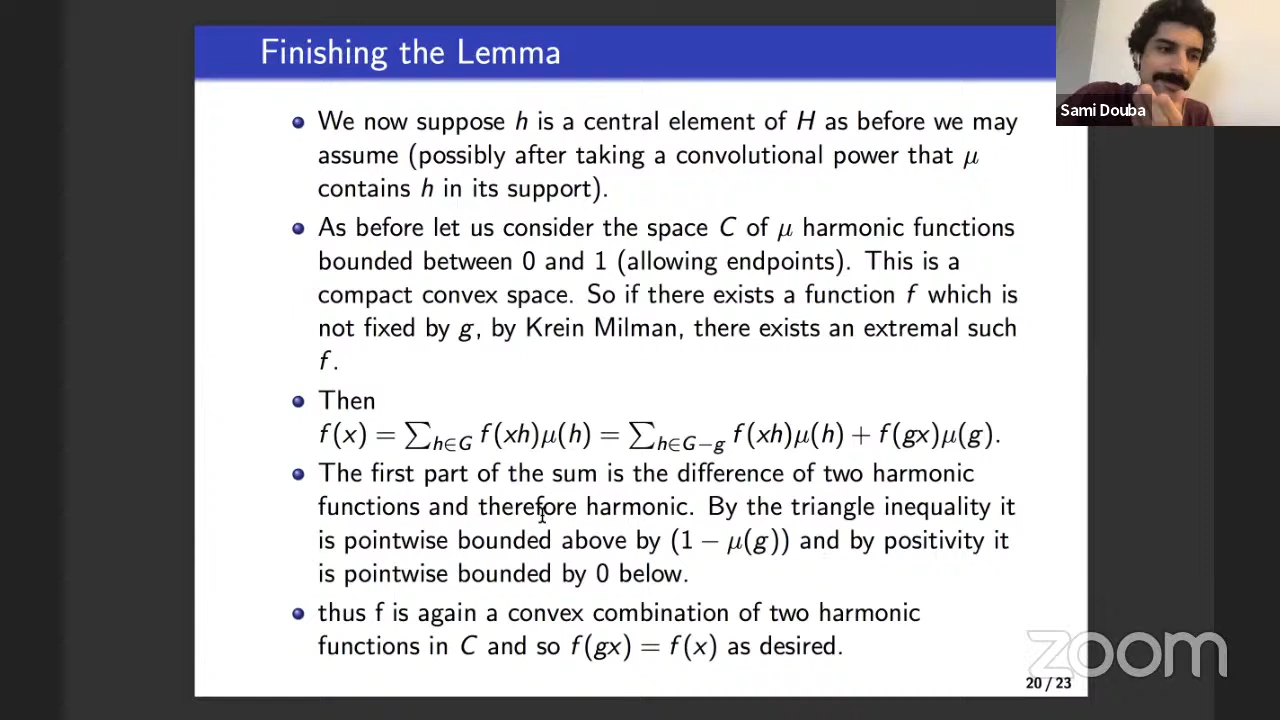 Finishing the Lemma
Sami Douba
• We now suppose h is a central element of H as before we may
assume (possibly after taking a convolutional power that μ
contains h in its support).
• As before let us consider the space C of μ harmonic functions
bounded between 0 and 1 (allowing endpoints). This is a
compact convex space. So if there exists a function f which is
not fixed by g, by Krein Milman, there exists an extremal such
f.
• Then
f(x) = ∑_{h∈G} f(xh)μ(h) = ∑_{h∈G−g} f(xh)μ(h) + f(gx)μ(g).
• The first part of the sum is the difference of two harmonic
functions and therefore harmonic. By the triangle inequality it
is pointwise bounded above by (1 − μ(g)) and by positivity it
is pointwise bounded by 0 below.
• thus f is again a convex combination of two harmonic
functions in C and so f(gx) = f(x) as desired.
zoom
20 / 23